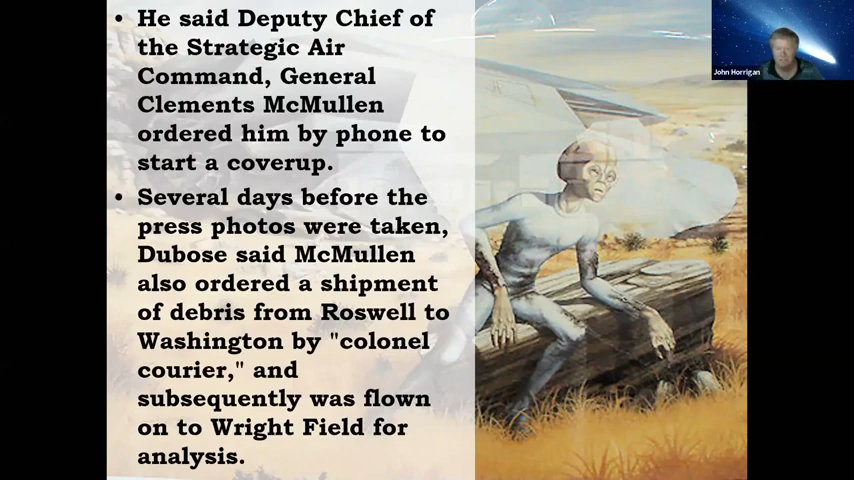 • He said Deputy Chief of
the Strategic Air
Command, General
Clements McMullen
ordered him by phone to
start a coverup.
• Several days before the
press photos were taken,
Dubose said McMullen
also ordered a shipment
of debris from Roswell to
Washington by "colonel
courier," and
subsequently was flown
on to Wright Field for
analysis.
John Horrigan